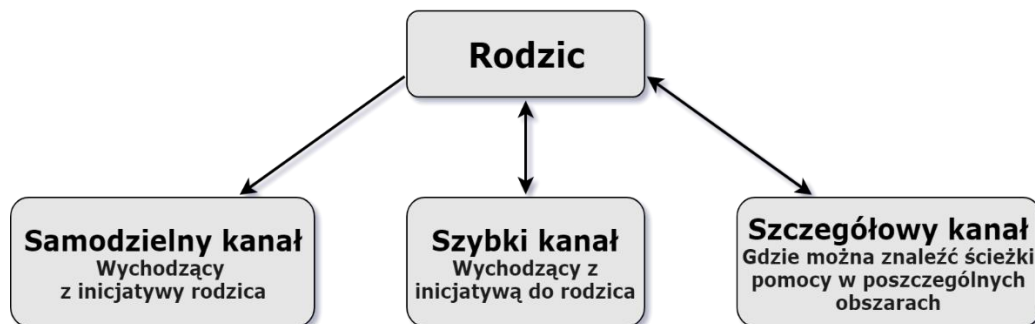 Rodzic
Samodzielny kanał
Wychodzący
z inicjatywy rodzica
Szybki kanał
Wychodzący z
inicjatywą do rodzica
Szczegółowy kanał
Gdzie można znaleźć ścieżki
pomocy w poszczególnych
obszarach